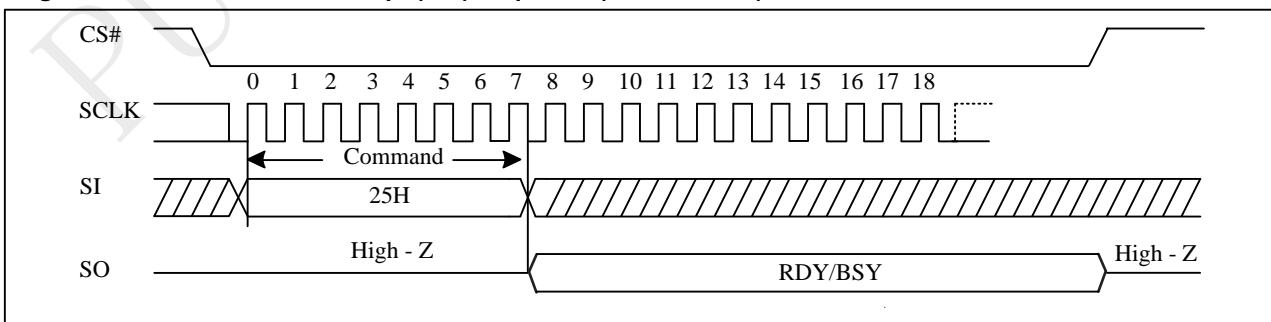 CS#
0 1 2 3 4 5 6 7 8 9 10 11 12 13 14 15 16 17 18
SCLK
Command
SI
25H
High - Z
High - Z
SO
RDY/BSY